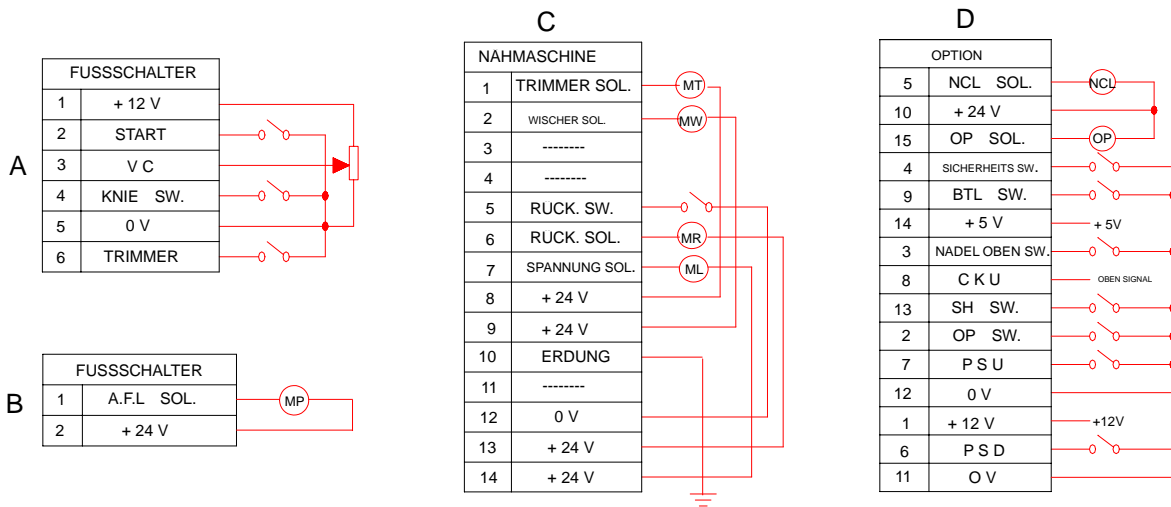 A
FUSSSCHALTER
1 + 12 V
2 START
3 V C
4 KNIE SW.
5 0 V
6 TRIMMER
B
FUSSSCHALTER
1 A.F.L SOL. MP
2 + 24 V
C
NAHMASCHINE
1 TRIMMER SOL. MT
2 WISCHER SOL. MW
3 --------
4 --------
5 RÜCK. SW.
6 RÜCK. SOL. MR
7 SPANNUNG SOL. ML
8 + 24 V
9 + 24 V
10 ERDUNG
11 --------
12 0 V
13 + 24 V
14 + 24 V
D
OPTION
5 NCL SOL. NCL
10 + 24 V
15 OP SOL. OP
4 SICHERHEITS SW.
9 BTL SW.
14 + 5 V + 5V
3 NADEL OBEN SW.
8 C K U OBEN SIGNAL
13 SH SW.
2 OP SW.
7 P S U
12 0 V
1 + 12 V +12V
6 P S D
11 O V